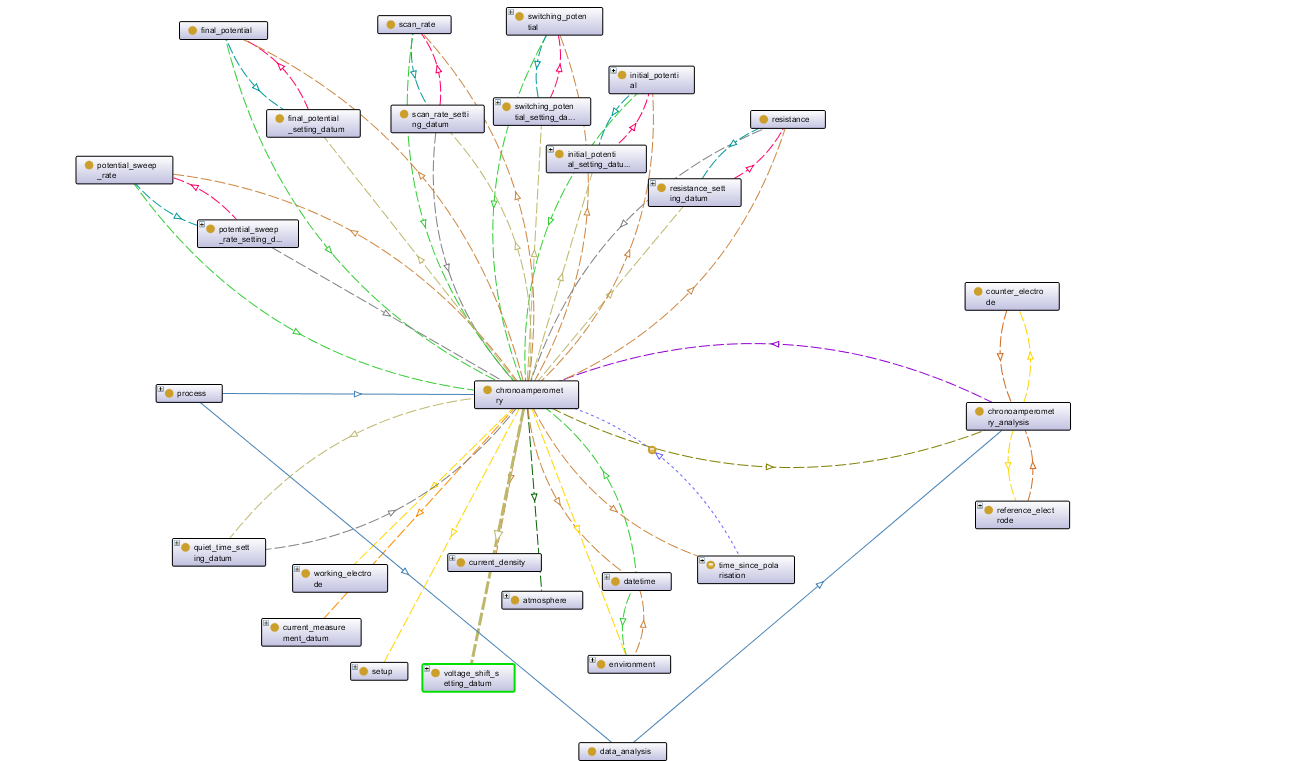 final_potential
scan_rate
switching_poten
tial
initial_potenti
al
final_potential
_setting_datum
scan_rate_setti
ng_datum
switching_poten
tial_setting_da...
resistance
potential_sweep
_rate
initial_potenti
al_setting_datu...
resistance_sett
ing_datum
potential_sweep
_rate_setting_d...
counter_electro
de
process
chronoamperomet
ry
chronoamperomet
ry_analysis
reference_elect
rode
quiet_time_sett
ing_datum
working_electro
de
current_density
atmosphere
datetime
time_since_pola
risation
current_measure
ment_datum
setup
voltage_shift_s
etting_datum
environment
data_analysis